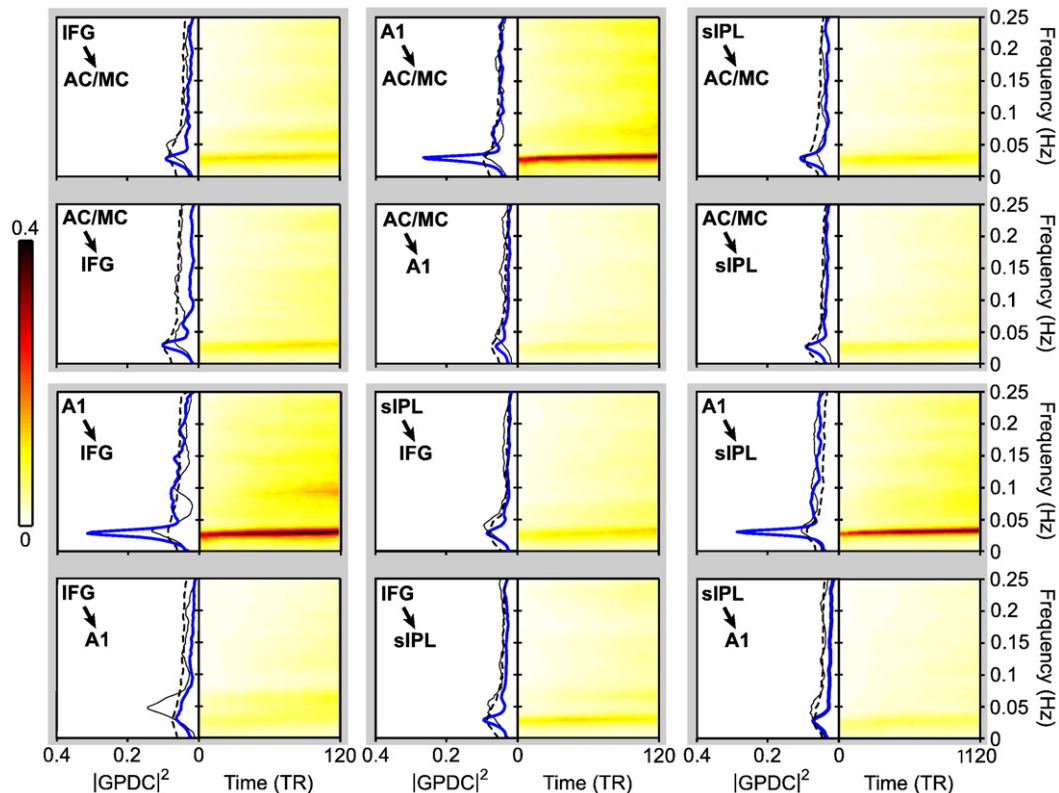 IFG
AC/MC
A1
AC/MC
sIPL
AC/MC
0.25
0.2
0.15
0.1
0.05
0
Frequency (Hz)
AC/MC
IFG
AC/MC
A1
AC/MC
sIPL
0.25
0.2
0.15
0.1
0.05
0
Frequency (Hz)
0.4
0
A1
IFG
sIPL
IFG
A1
sIPL
0.25
0.2
0.15
0.1
0.05
0
Frequency (Hz)
IFG
A1
IFG
sIPL
sIPL
A1
0.25
0.2
0.15
0.1
0.05
0
Frequency (Hz)
0.4 0.2 0 120 0.4 0.2 0 120 0.4 0.2 0 1120
|GPDC|² Time (TR) |GPDC|² Time (TR) |GPDC|² Time (TR)